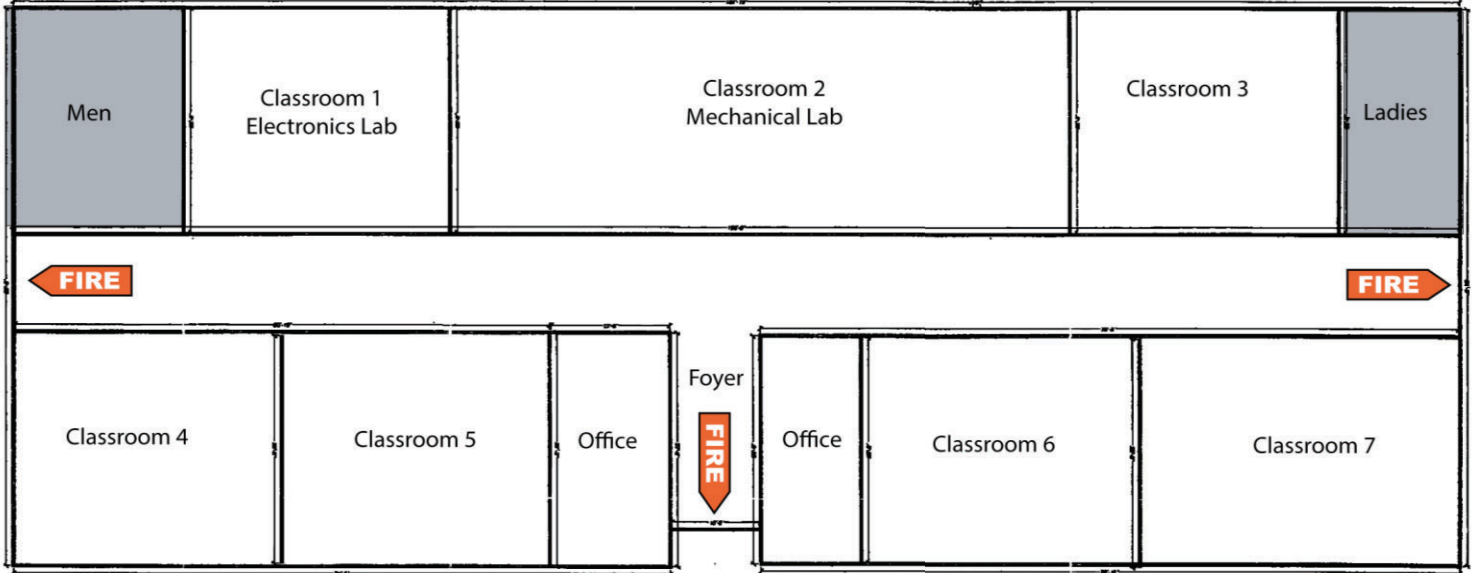 Men
Classroom 1
Electronics Lab
Classroom 2
Mechanical Lab
Classroom 3
Ladies
FIRE
FIRE
Classroom 4
Classroom 5
Office
Foyer
FIRE
Office
Classroom 6
Classroom 7